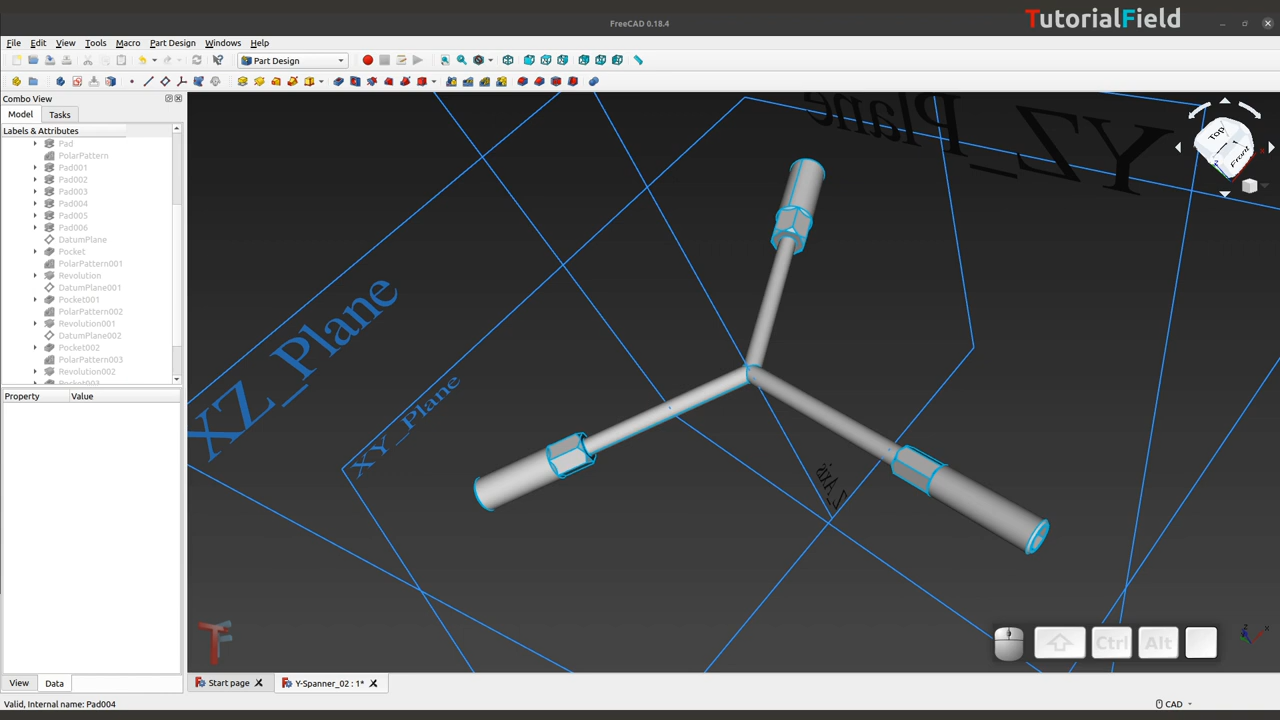 FreeCAD 0.18.4
TutorialField
File Edit View Tools Macro Part Design Windows Help
Part Design
Combo View
Model Tasks
Labels & Attributes
Pad
PolarPattern
Pad001
Pad002
Pad003
Pad004
Pad005
Pad006
DatumPlane
Pocket
PolarPattern001
Revolution
DatumPlane001
Pocket001
PolarPattern002
Revolution001
DatumPlane002
Pocket002
PolarPattern003
Revolution002
Pocket003
Property Value
YZ_Plane
Top
Front
XZ_Plane
XY_Plane
Z_Axis
Ctrl Alt
View Data
Start page Y-Spanner_02 : 1*
Valid, Internal name: Pad004
CAD